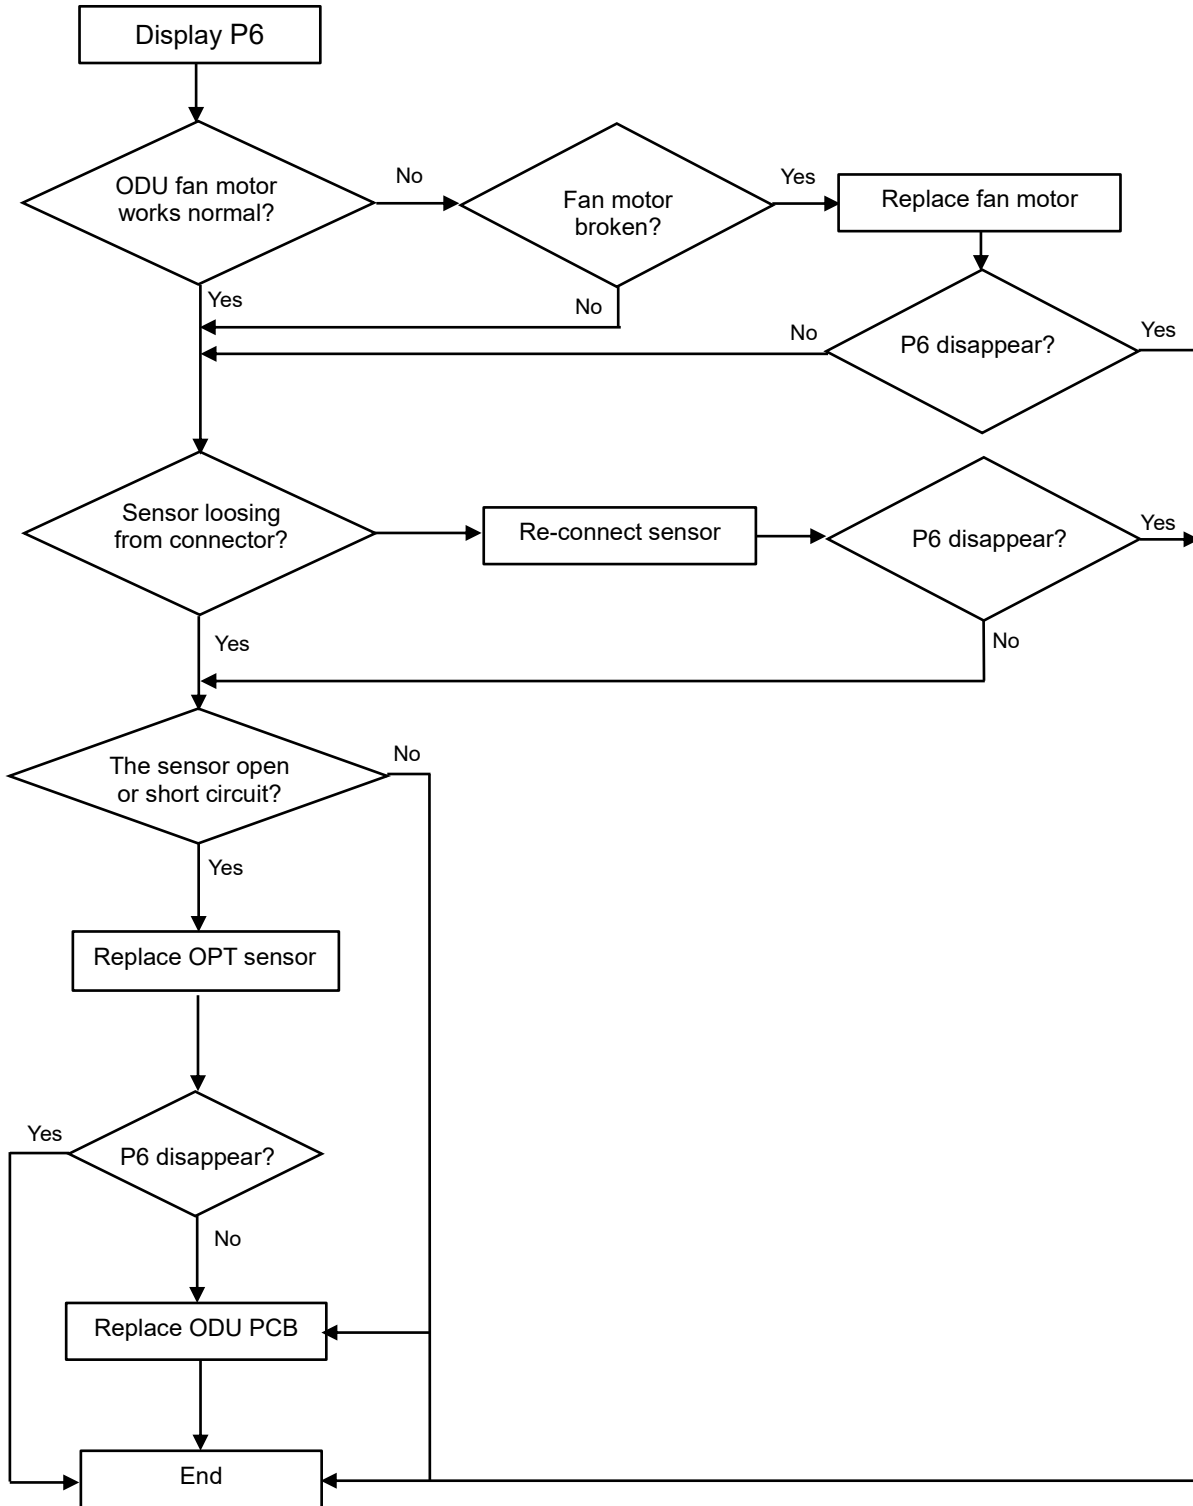 Display P6
ODU fan motor
works normal?
No
Fan motor
broken?
Yes
Replace fan motor
Yes
No
No
P6 disappear?
Yes
Sensor loosing
from connector?
Re-connect sensor
P6 disappear?
Yes
Yes
No
The sensor open
or short circuit?
No
Yes
Replace OPT sensor
Yes
P6 disappear?
No
Replace ODU PCB
End